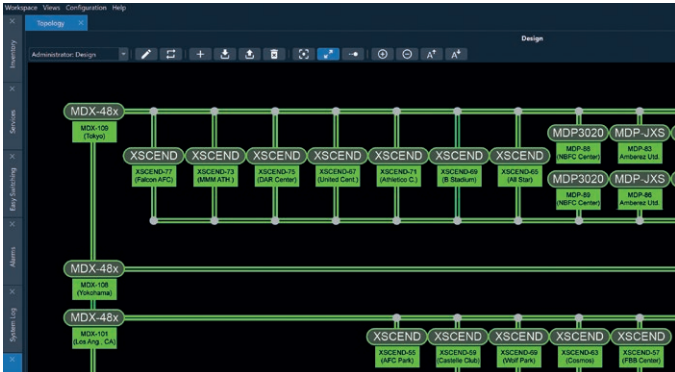 Workspace Views Configuration Help
Topology
Design
Administrator: Design
Inventory
Services
Easy Switching
Alarms
System Log
MDX-48x
MDX-109
(Tokyo)
MDP3020 MDP-JXS
MDP-83
(NBFC Center) Amberez Utd.
XSCEND XSCEND XSCEND XSCEND XSCEND XSCEND XSCEND
XSCEND-77 XSCEND-73 XSCEND-75 XSCEND-67 XSCEND-71 XSCEND-69 XSCEND-65
(Falcon AFC) (MMM ATH.) (DAR Center) (United Cent.) (Athletico C.) (B Stadium) (All Star)
MDP3020 MDP-JXS
MDP-89 MDP-86
(NBFC Center) Amberez Utd.
MDX-48x
MDX-108
(Yokohama)
MDX-48x
MDX-101
(Los Ang., CA)
XSCEND XSCEND XSCEND XSCEND XSCEND
XSCEND-55 XSCEND-59 XSCEND-69 XSCEND-63 XSCEND-57
(AFC Park) (Castelle Club) (Wolf Park) (Cosmos) (FBB Center)